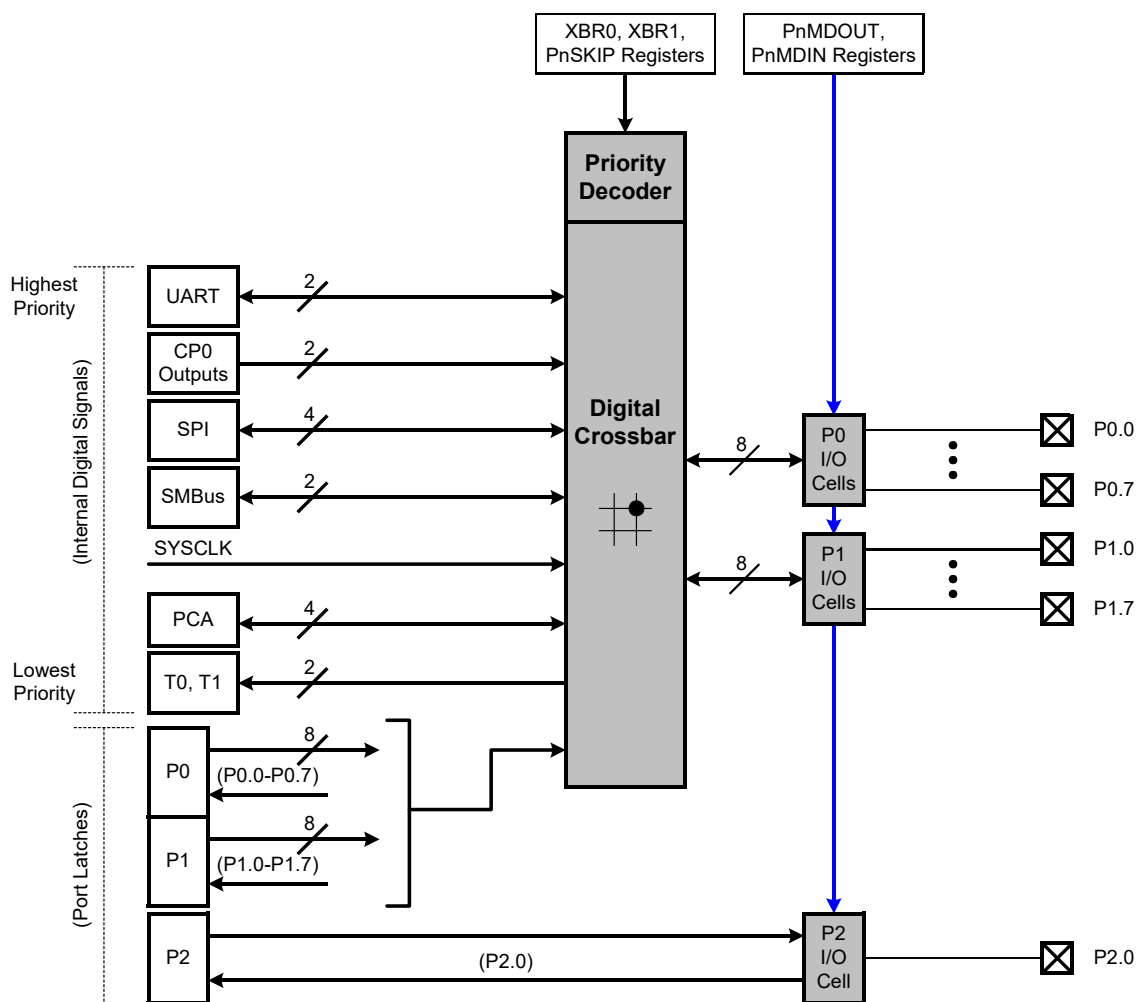 XBR0, XBR1,
PnSKIP Registers
PnMDOUT,
PnMDIN Registers
Priority
Decoder
Highest
Priority
(Internal Digital Signals)
UART
2
CP0
Outputs
2
SPI
4
SMBus
2
SYSCLK
PCA
4
Lowest
Priority
T0, T1
2
Digital
Crossbar
8
P0
I/O
Cells
P0.0
P0.7
8
P1
I/O
Cells
P1.0
P1.7
(Port Latches)
P0
8
(P0.0-P0.7)
P1
8
(P1.0-P1.7)
P2
(P2.0)
P2
I/O
Cell
P2.0